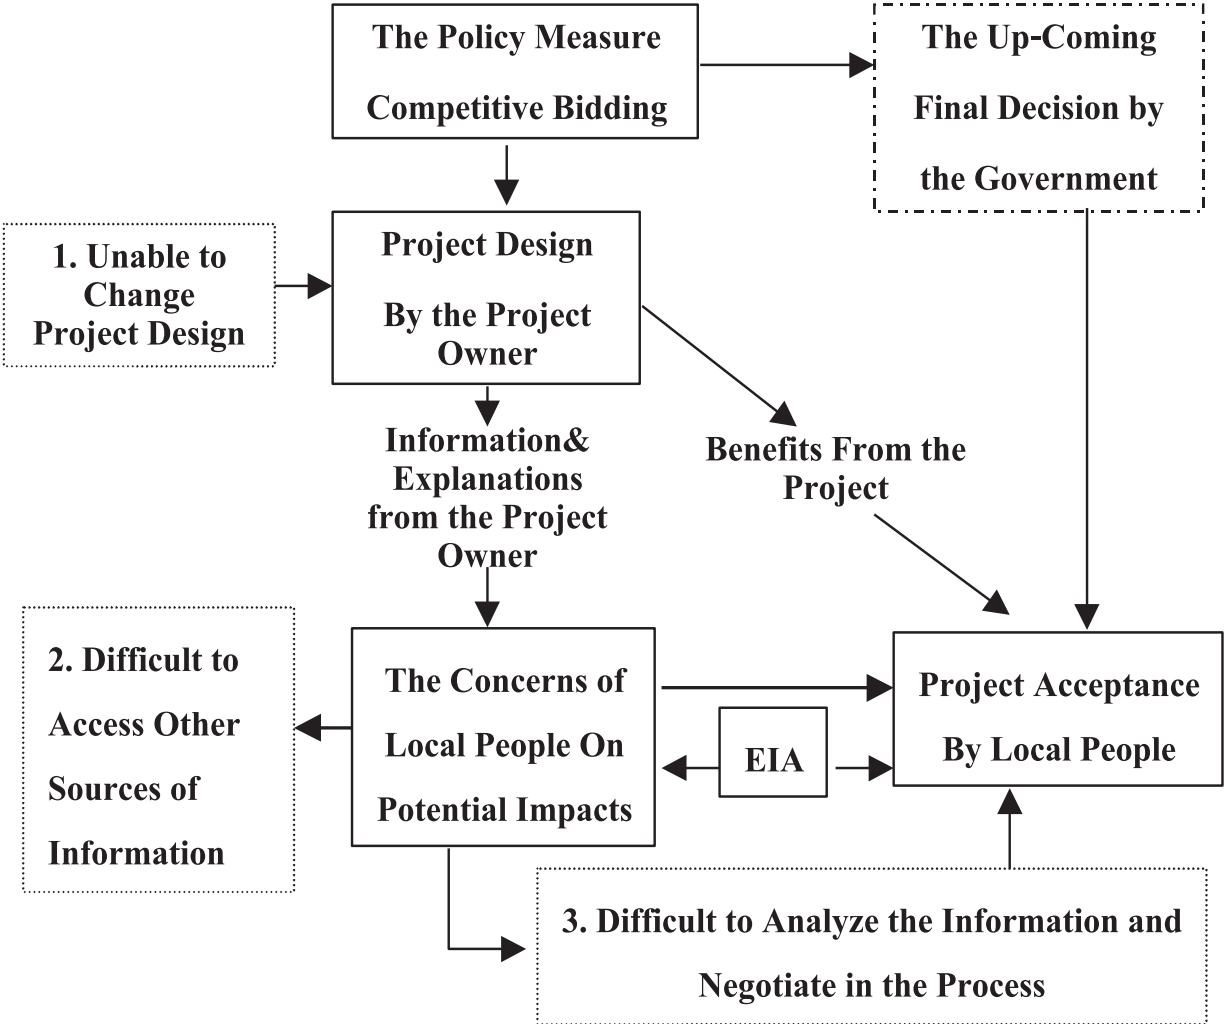 The Policy Measure
Competitive Bidding
The Up-Coming
Final Decision by
the Government
1. Unable to
Change
Project Design
Project Design
By the Project
Owner
Information&
Explanations
from the Project
Owner
Benefits From the
Project
2. Difficult to
Access Other
Sources of
Information
The Concerns of
Local People On
Potential Impacts
EIA
Project Acceptance
By Local People
3. Difficult to Analyze the Information and
Negotiate in the Process